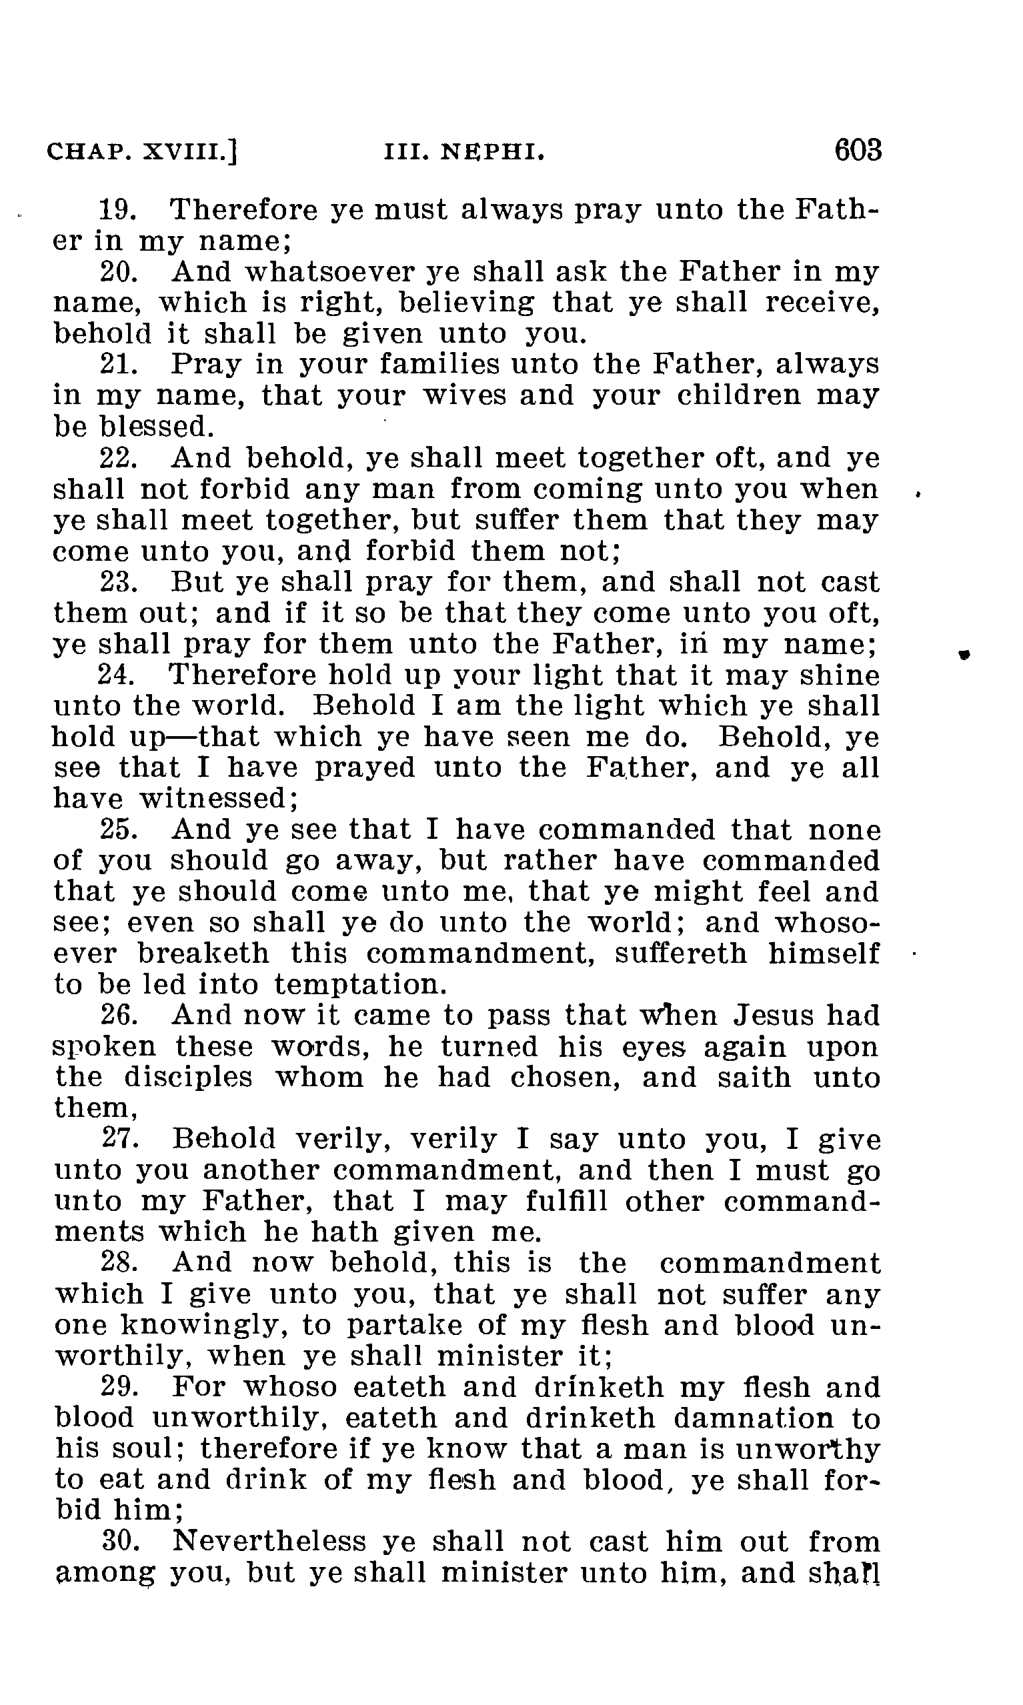 CHAP. XVIII.] III. NEPHI. 603
19. Therefore ye must always pray unto the Fath-
er in my name;
20. And whatsoever ye shall ask the Father in my
name, which is right, believing that ye shall receive,
behold it shall be given unto you.
21. Pray in your families unto the Father, always
in my name, that your wives and your children may
be blessed.
22. And behold, ye shall meet together oft, and ye
shall not forbid any man from coming unto you when
ye shall meet together, but suffer them that they may
come unto you, and forbid them not;
23. But ye shall pray for them, and shall not cast
them out; and if it so be that they come unto you oft,
ye shall pray for them unto the Father, in my name;
24. Therefore hold up your light that it may shine
unto the world. Behold I am the light which ye shall
hold up—that which ye have seen me do. Behold, ye
see that I have prayed unto the Father, and ye all
have witnessed;
25. And ye see that I have commanded that none
of you should go away, but rather have commanded
that ye should come unto me, that ye might feel and
see; even so shall ye do unto the world; and whoso-
ever breaketh this commandment, suffereth himself
to be led into temptation.
26. And now it came to pass that when Jesus had
spoken these words, he turned his eyes again upon
the disciples whom he had chosen, and saith unto
them,
27. Behold verily, verily I say unto you, I give
unto you another commandment, and then I must go
unto my Father, that I may fulfill other command-
ments which he hath given me.
28. And now behold, this is the commandment
which I give unto you, that ye shall not suffer any
one knowingly, to partake of my flesh and blood un-
worthily, when ye shall minister it;
29. For whoso eateth and drinketh my flesh and
blood unworthily, eateth and drinketh damnation to
his soul; therefore if ye know that a man is unworthy
to eat and drink of my flesh and blood, ye shall for-
bid him;
30. Nevertheless ye shall not cast him out from
among you, but ye shall minister unto him, and shall